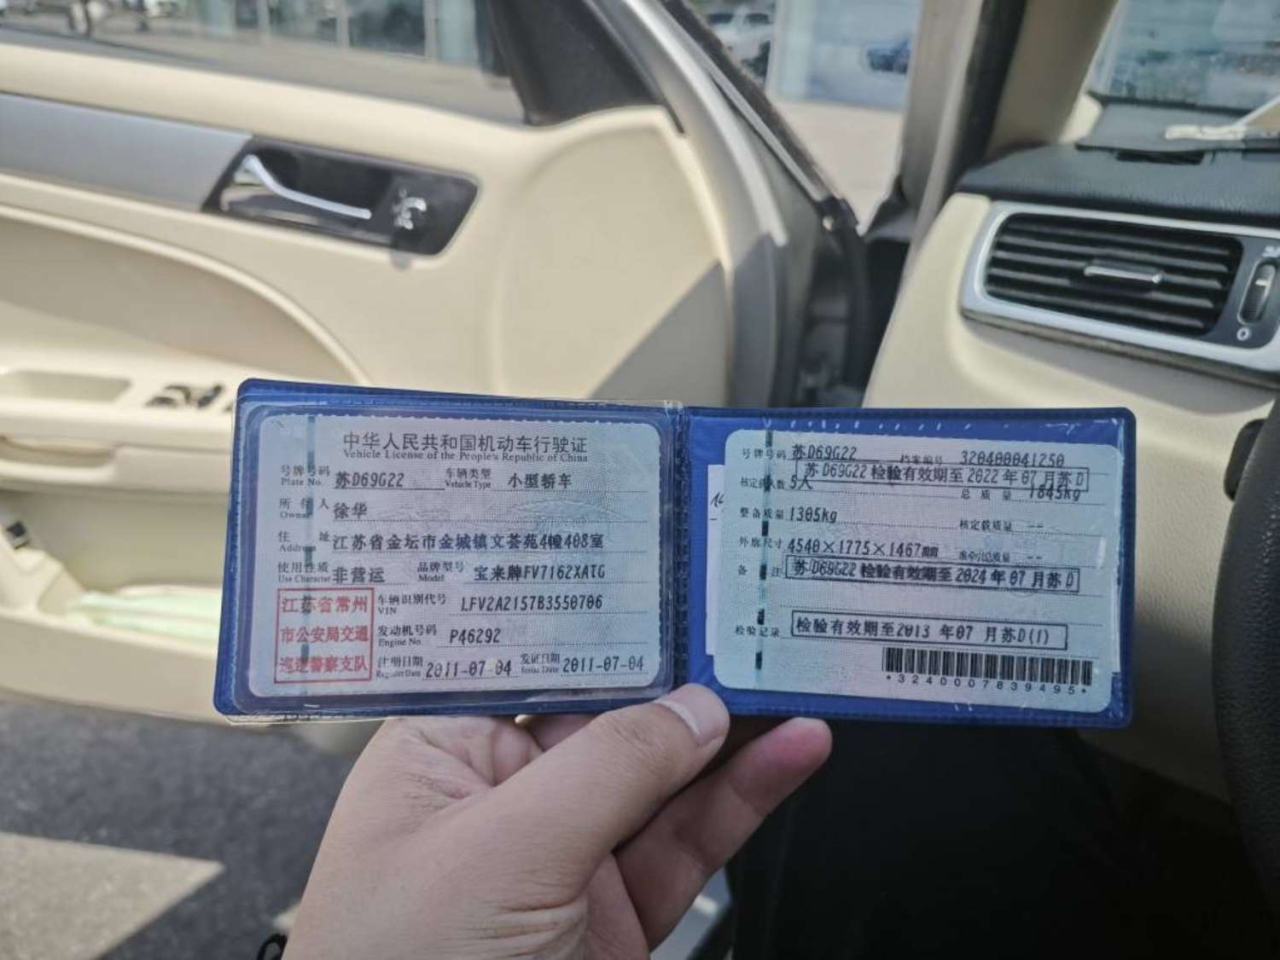 中华人民共和国机动车行驶证
Vehicle License of the People's Republic of China
号牌号码 Plate No. 苏D69G22 车辆类型 Vehicle Type 小型轿车
所有人 Owner 徐华
住址 Address 江苏省金坛市金城镇文荟苑4幢408室
使用性质 Use Character 非营运 品牌型号 Model 宝来牌FV7162XATG
江苏省常州
市公安局交通
巡逻警察支队
车辆识别代号 VIN LFV2A2157B3550706
发动机号码 Engine No. P46292
注册日期 Register Date 2011-07-04 发证日期 Issue Date 2011-07-04
号牌号码 苏D69G22 档案编号 320400041250
苏D69G22 检验有效期至2022年07月苏D
核定载人数 5人 总质量 1845kg
整备质量 1305kg 核定载质量 --
外廓尺寸 4540×1775×1467mm 准牵引总质量 --
备注 苏D69G22 检验有效期至2024年07月苏D
检验记录 检验有效期至2013年07月苏D(1)
*3240007839495*